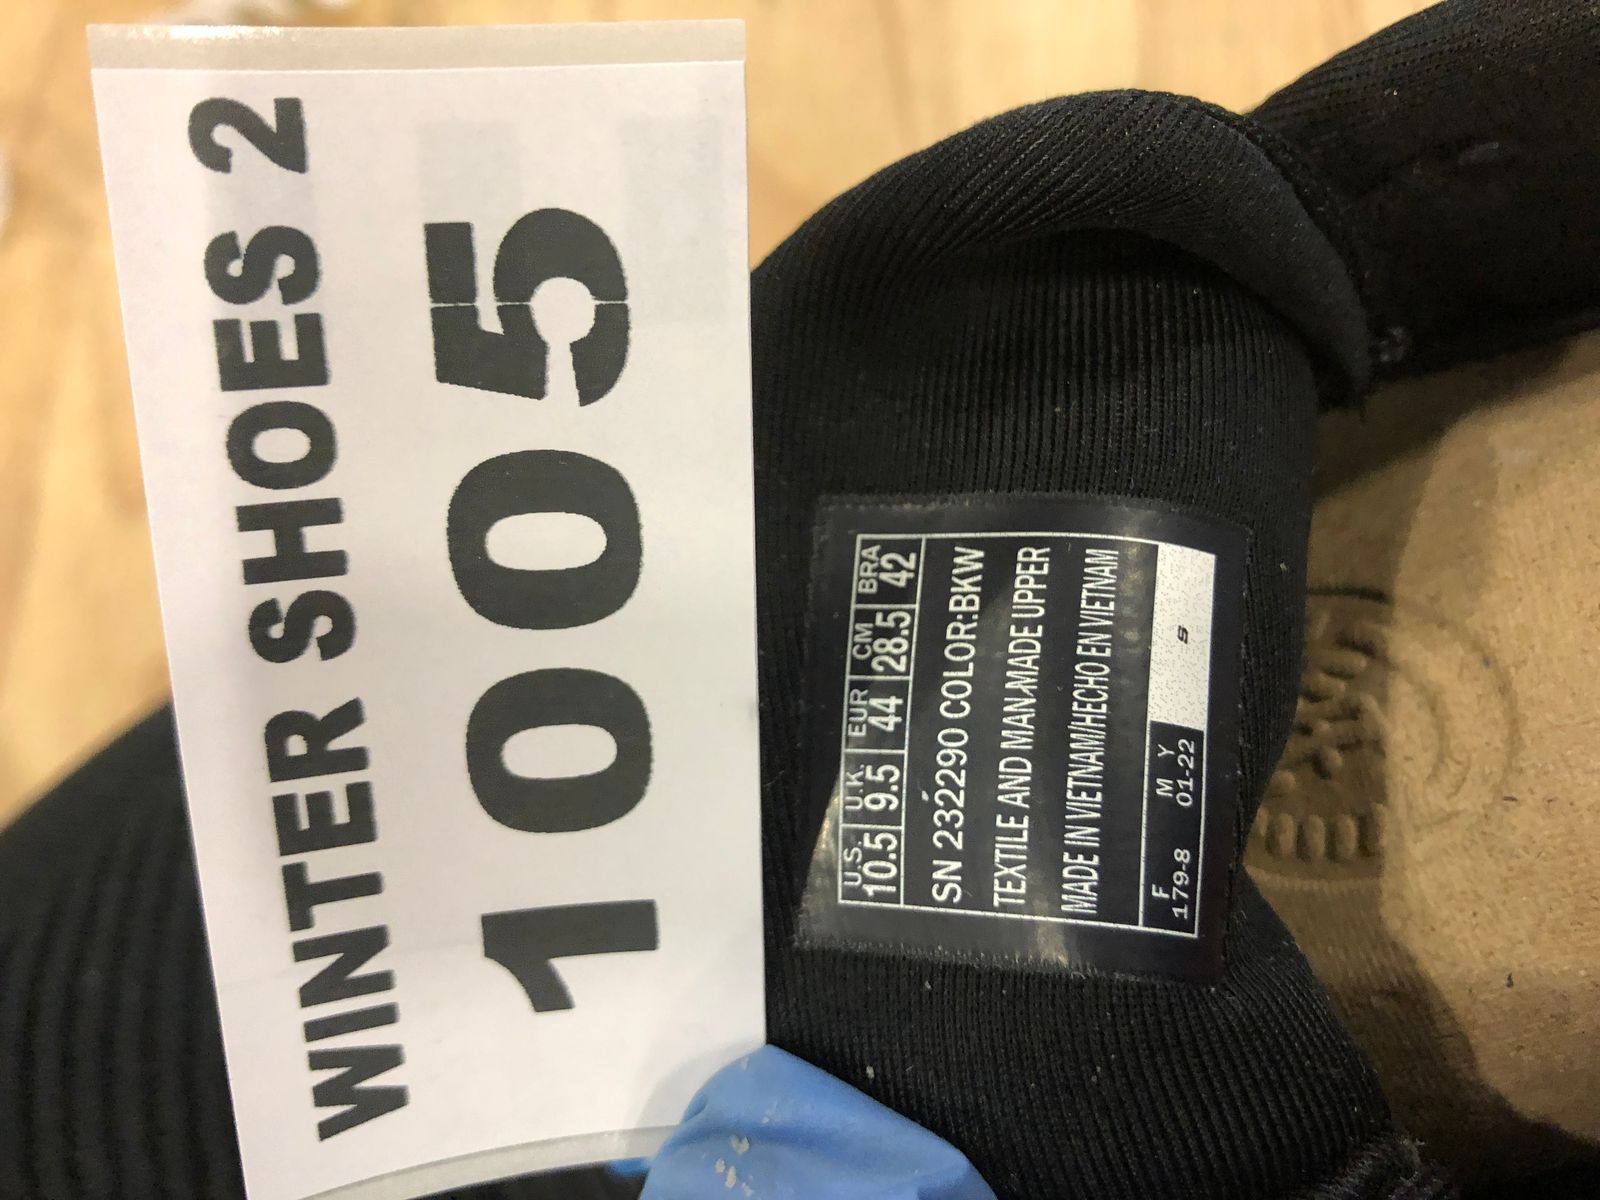 WINTER SHOES 2
1005
U.S. U.K. EUR CM BRA
10.5 9.5 44 28.5 42
SN 232290 COLOR:BKW
TEXTILE AND MAN.MADE UPPER
MADE IN VIETNAM/HECHO EN VIETNAM
F M Y
179-8 01-22
S